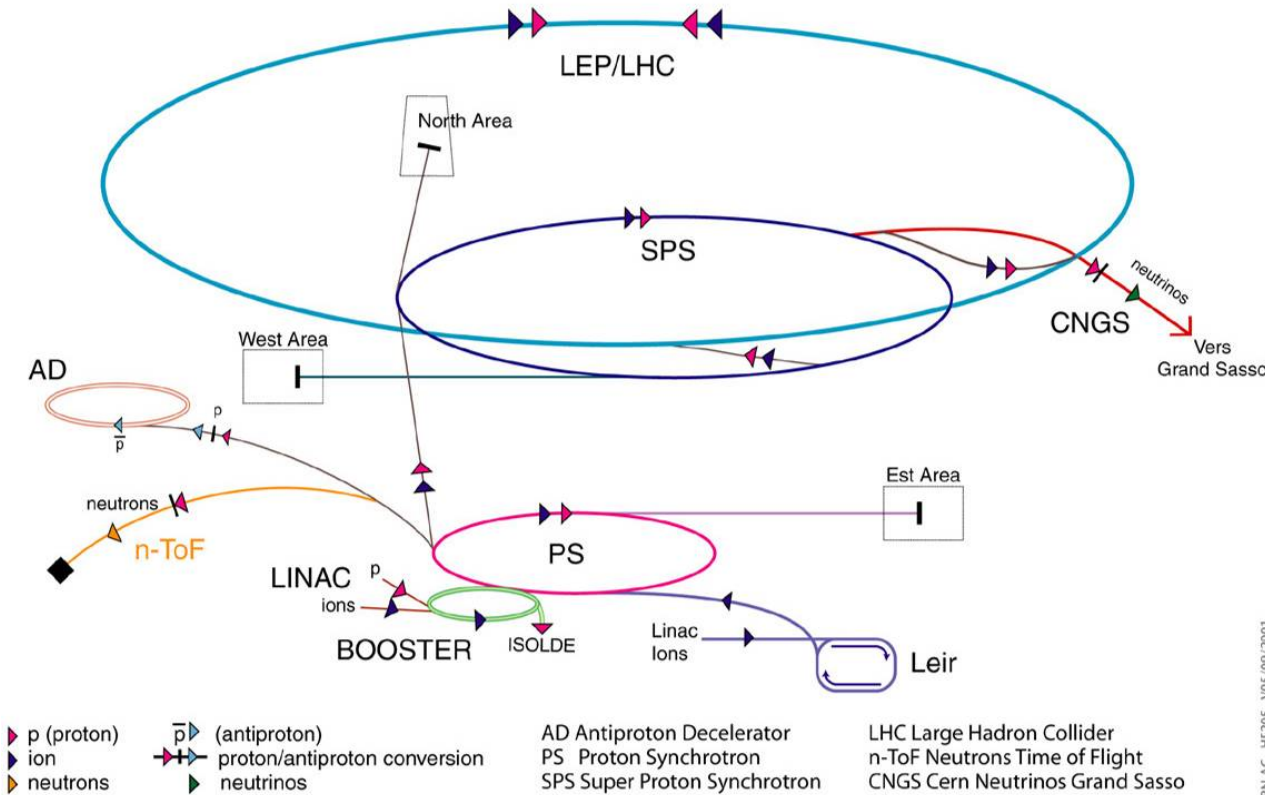 LEP/LHC
North Area
SPS
neutrinos
CNGS
Vers
Grand Sasso
West Area
AD
p
p̅
Est Area
neutrons
n-ToF
PS
LINAC
p
ions
BOOSTER
ISOLDE
Linac
Ions
Leir
p (proton)
ion
neutrons
p̅ (antiproton)
proton/antiproton conversion
neutrinos
AD Antiproton Decelerator
PS Proton Synchrotron
SPS Super Proton Synchrotron
LHC Large Hadron Collider
n-ToF Neutrons Time of Flight
CNGS Cern Neutrinos Grand Sasso